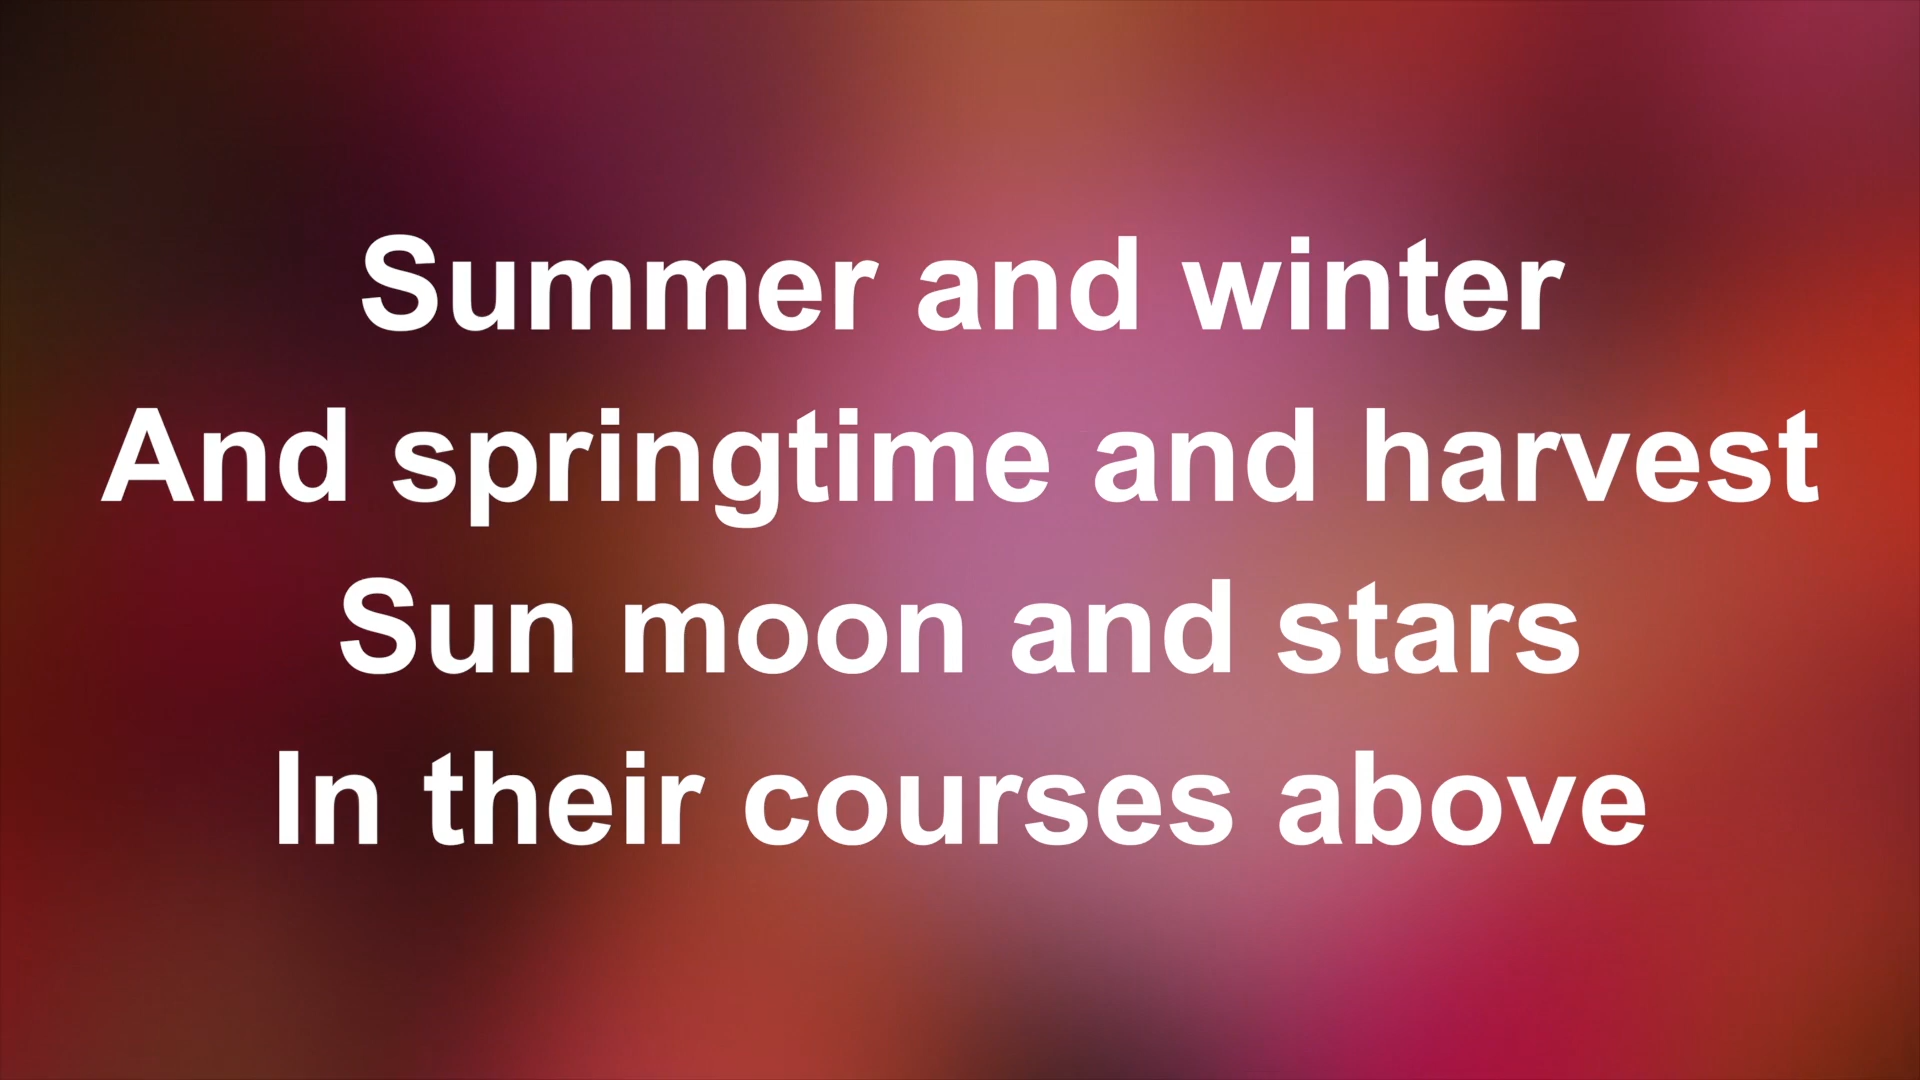 Summer and winter
And springtime and harvest
Sun moon and stars
In their courses above